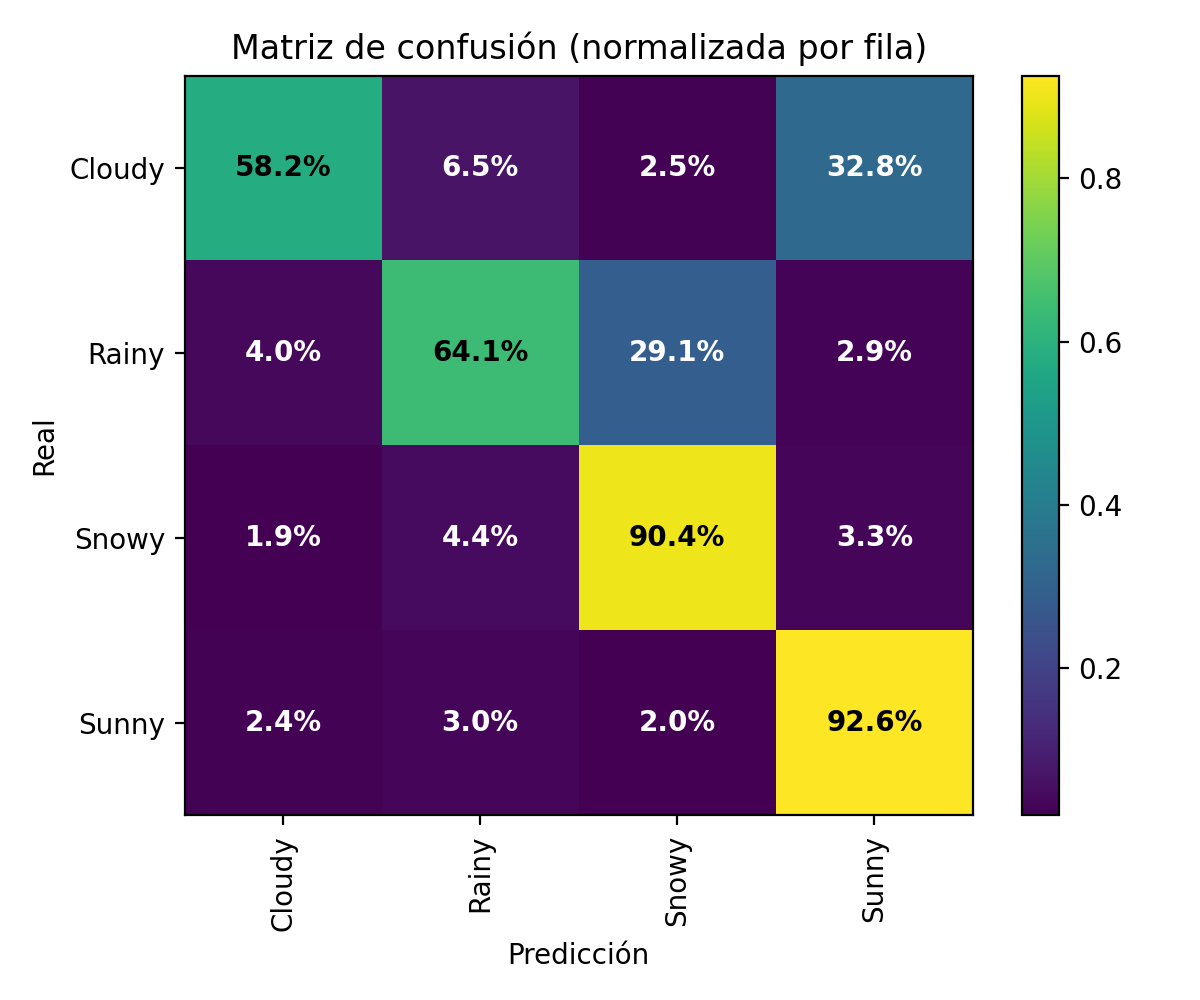 Matriz de confusión (normalizada por fila)
Real
Cloudy 58.2% 6.5% 2.5% 32.8%
Rainy 4.0% 64.1% 29.1% 2.9%
Snowy 1.9% 4.4% 90.4% 3.3%
Sunny 2.4% 3.0% 2.0% 92.6%
Cloudy Rainy Snowy Sunny
Predicción
0.8
0.6
0.4
0.2